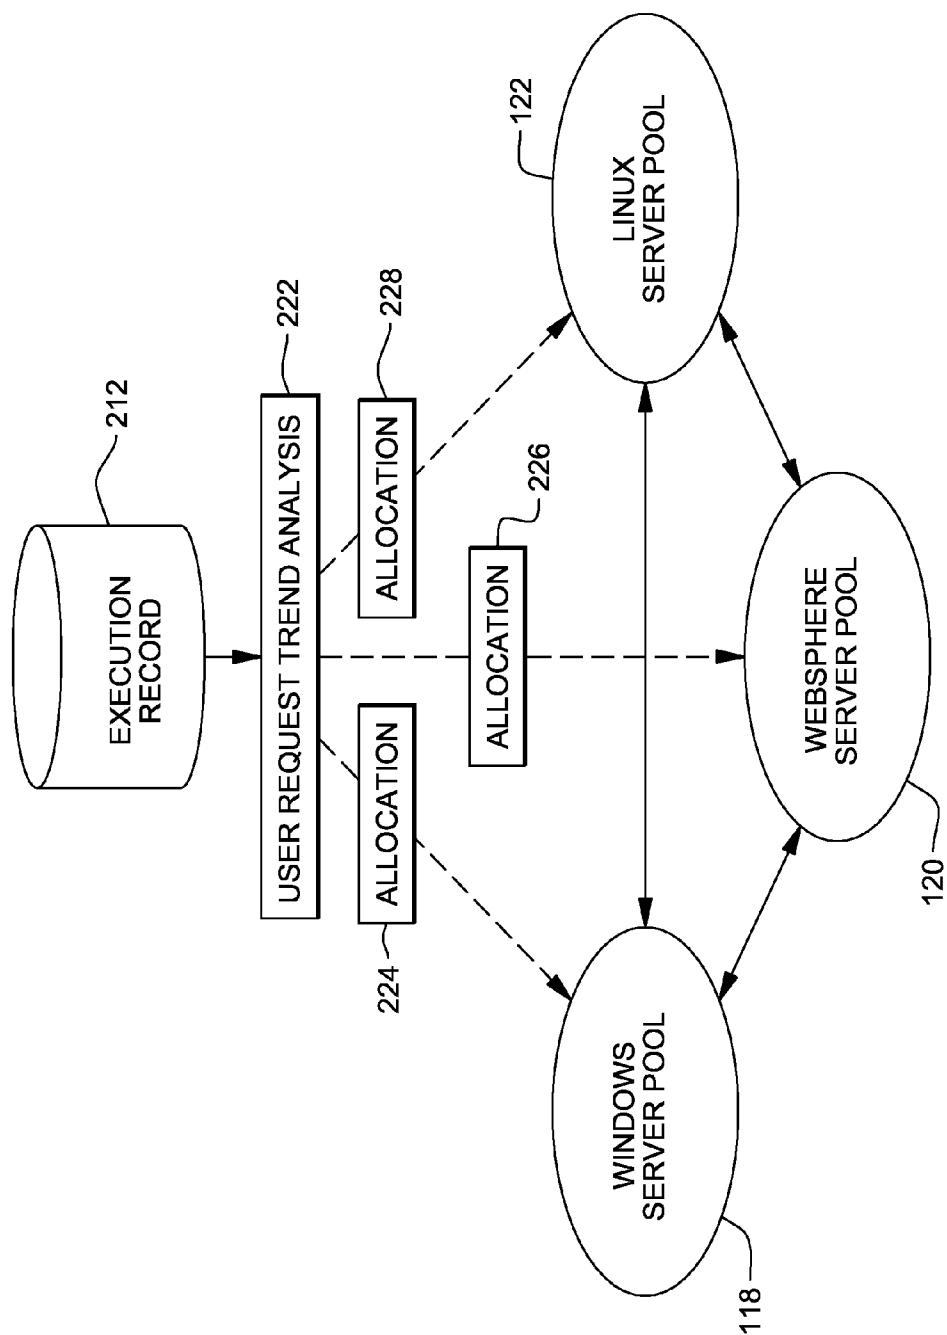 212
EXECUTION
RECORD
USER REQUEST TREND ANALYSIS
222
224
ALLOCATION
ALLOCATION
228
ALLOCATION
226
WINDOWS
SERVER POOL
118
LINUX
SERVER POOL
122
WEBSPHERE
SERVER POOL
120